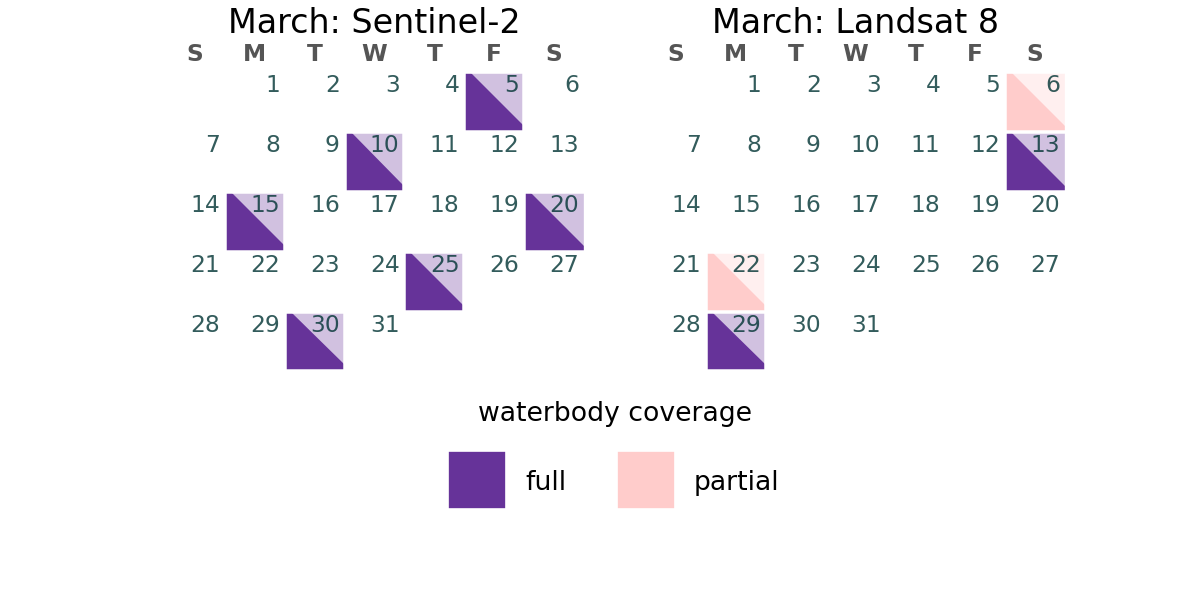 March: Sentinel-2
S M T W T F S
1 2 3 4 5 6
7 8 9 10 11 12 13
14 15 16 17 18 19 20
21 22 23 24 25 26 27
28 29 30 31
March: Landsat 8
S M T W T F S
1 2 3 4 5 6
7 8 9 10 11 12 13
14 15 16 17 18 19 20
21 22 23 24 25 26 27
28 29 30 31
waterbody coverage
full partial